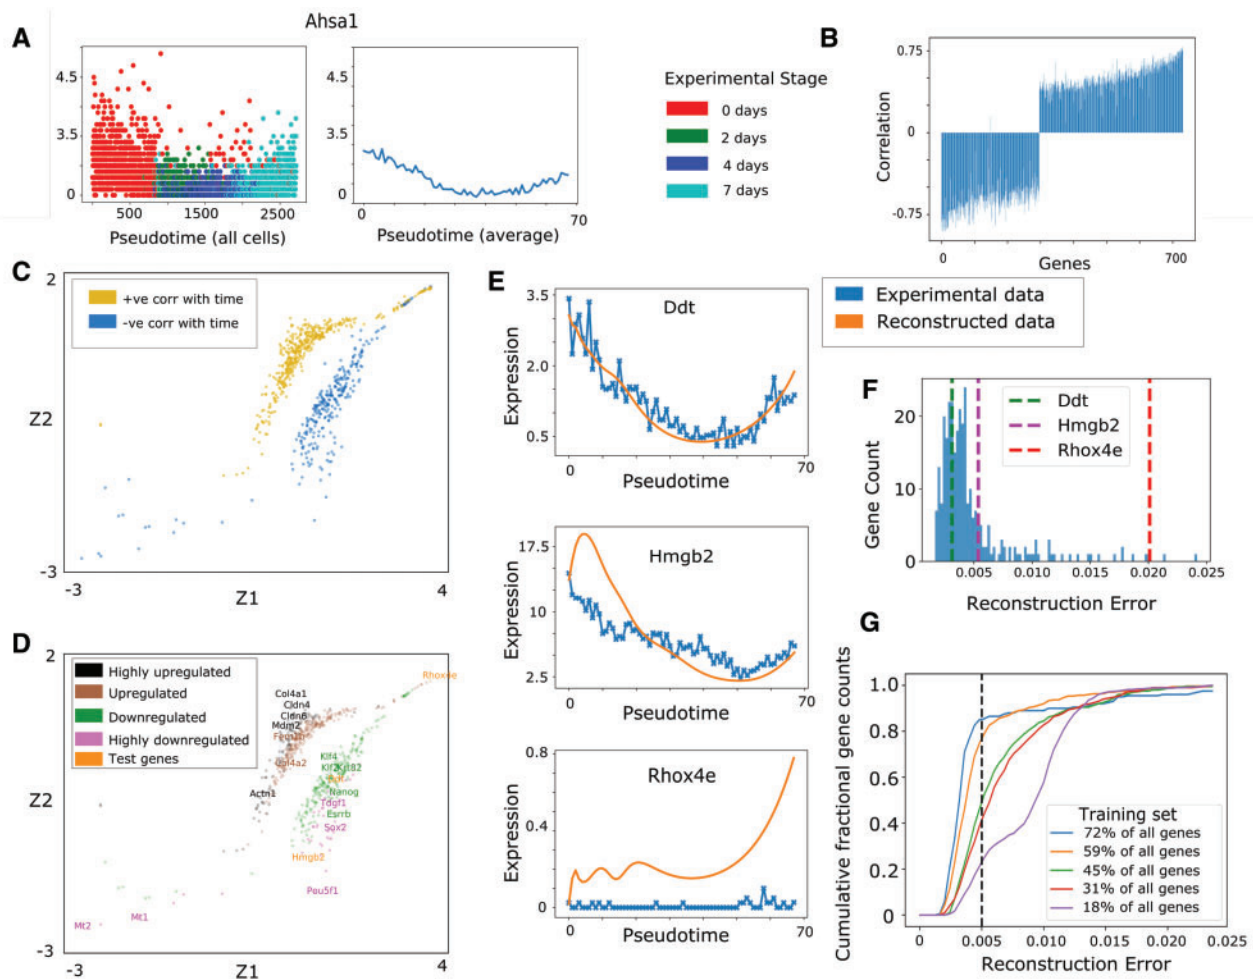 Ahsa1
A
4.5
3.5
1.5
0
500
1500
2500
Pseudotime (all cells)
4.5
3.5
1.5
0
0
70
Pseudotime (average)
Experimental Stage
0 days
2 days
4 days
7 days
B
0.75
0
-0.75
Correlation
0
700
Genes
C
2
+ve corr with time
-ve corr with time
Z2
-3
-3
Z1
4
D
2
Highly upregulated
Upregulated
Downregulated
Highly downregulated
Test genes
Rhox4e
Col4a1
Cldn4
Cldn6
Mdm2
Col4a2
Klf4
Klf2
Krt82
Actn1
Nanog
Tdgf1
Esrrb
Sox2
Hmgb2
Pou5f1
Mt2
Mt1
Z2
-3
-3
Z1
4
E
Experimental data
Reconstructed data
Ddt
3.5
2.0
0.5
Expression
0
70
Pseudotime
Hmgb2
17.5
10
2.5
Expression
0
70
Pseudotime
Rhox4e
0.8
0.4
0
Expression
0
70
Pseudotime
F
20
10
0
Gene Count
Ddt
Hmgb2
Rhox4e
0.005
0.010
0.015
0.020
0.025
Reconstruction Error
G
1.0
0.8
0.6
0.4
0.2
0
Cumulative fractional gene counts
Training set
72% of all genes
59% of all genes
45% of all genes
31% of all genes
18% of all genes
0
0.005
0.010
0.015
0.020
0.025
Reconstruction Error